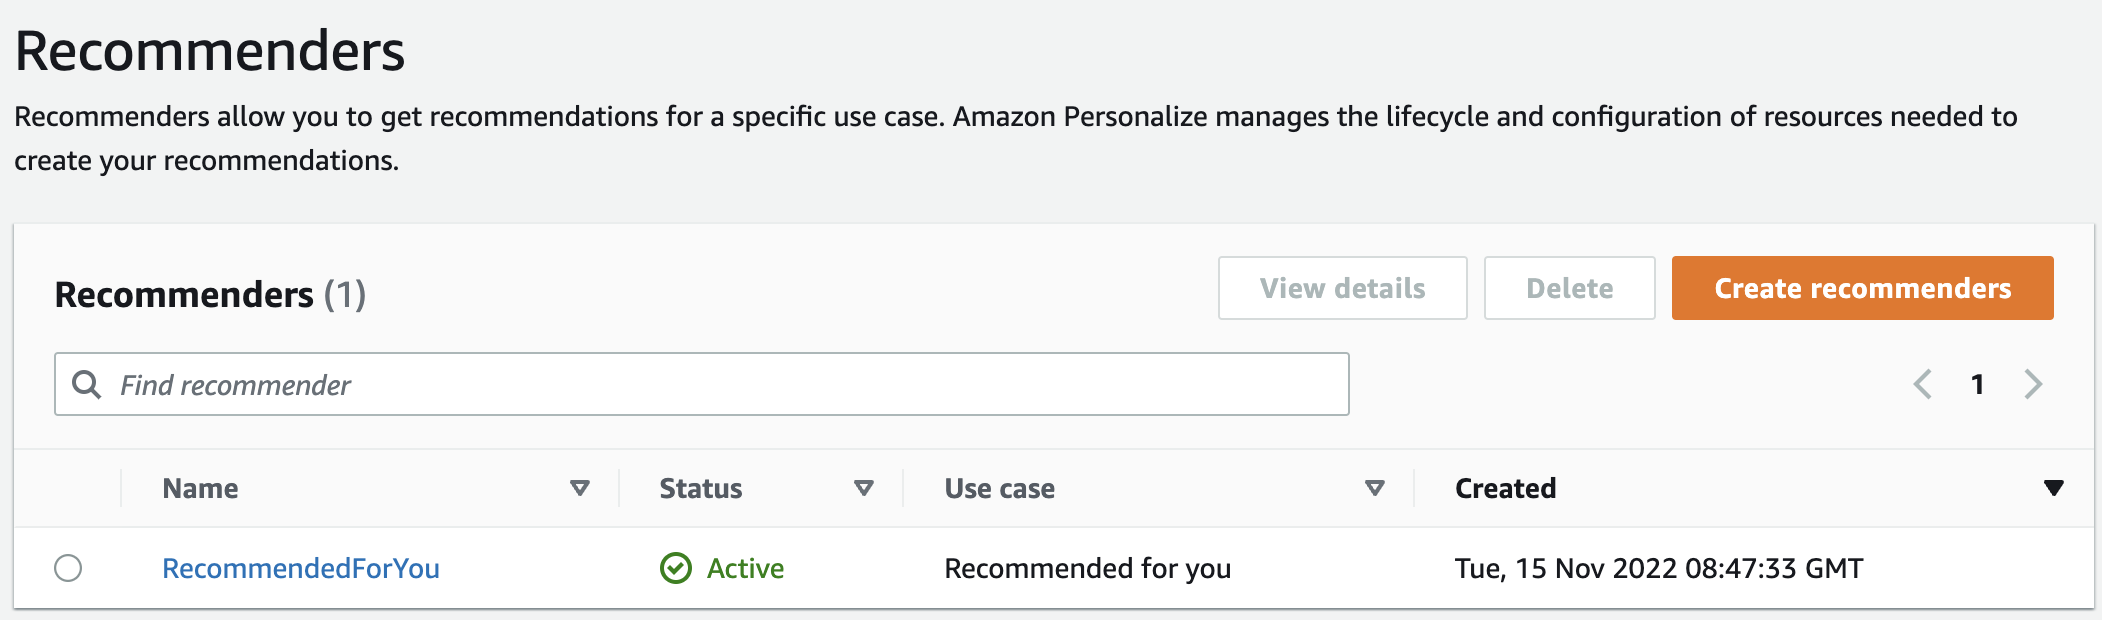 Recommenders
Recommenders allow you to get recommendations for a specific use case. Amazon Personalize manages the lifecycle and configuration of resources needed to
create your recommendations.
Recommenders (1)
View details
Delete
Create recommenders
Find recommender
1
Name
Status
Use case
Created
RecommendedForYou
Active
Recommended for you
Tue, 15 Nov 2022 08:47:33 GMT